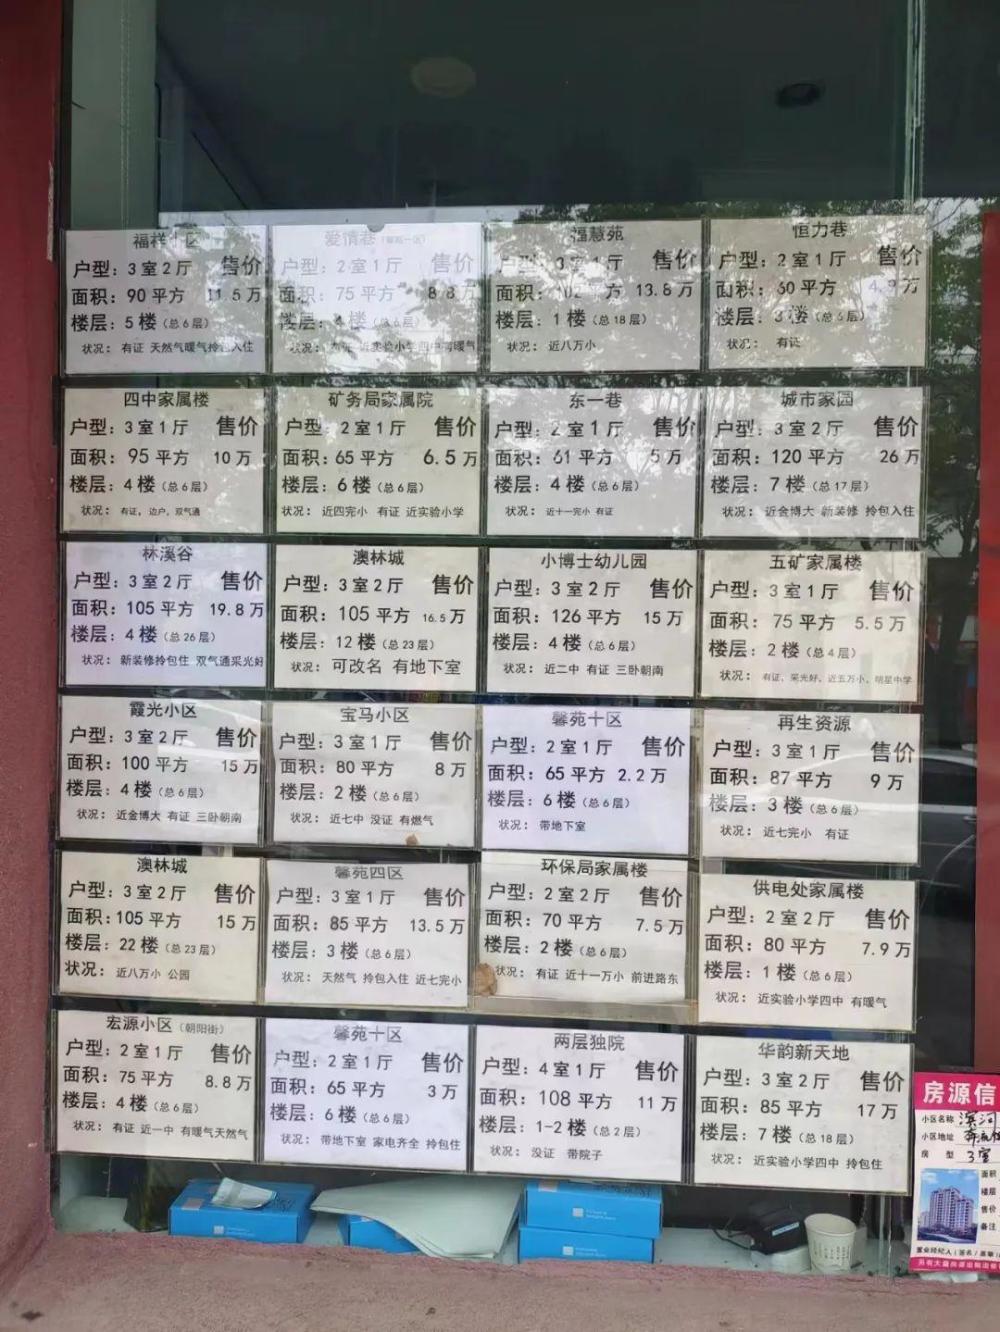 福祥小区
户型：3室2厅 售价
面积：90平方 11.5万
楼层：5楼（总6层）
状况： 有证 天然气暖气拎包入住
爱情巷
户型：2室1厅 售价
面积：75平方 8.8万
楼层：4楼（总6层）
状况： 有证 近实验小学四中有暖气
福慧苑
户型：3室1厅 售价
面积：102平方 13.8万
楼层：1楼（总18层）
状况： 近八万小
恒力巷
户型：2室1厅 售价
面积：60平方 4.9万
楼层：3楼（总6层）
状况： 有证
四中家属楼
户型：3室1厅 售价
面积：95平方 10万
楼层：4楼（总6层）
状况： 有证，边户，双气通
矿务局家属院
户型：2室1厅 售价
面积：65平方 6.5万
楼层：6楼（总6层）
状况： 近四完小 有证 近实验小学
东一巷
户型：2室1厅 售价
面积：61平方 5万
楼层：4楼（总6层）
状况： 近十一完小 有证
城市家园
户型：3室2厅 售价
面积：120平方 26万
楼层：7楼（总17层）
状况： 近金博大 新装修 拎包入住
林溪谷
户型：3室2厅 售价
面积：105平方 19.8万
楼层：4楼（总26层）
状况： 新装修拎包住 双气通采光好
澳林城
户型：3室2厅 售价
面积：105平方 16.5万
楼层：12楼（总23层）
状况： 可改名 有地下室
小博士幼儿园
户型：3室2厅 售价
面积：126平方 15万
楼层：4楼（总6层）
状况： 近二中 有证 三卧朝南
五矿家属楼
户型：3室1厅 售价
面积：75平方 5.5万
楼层：2楼（总4层）
状况： 有证，采光好，近五万小，明星中学
霞光小区
户型：3室2厅 售价
面积：100平方 15万
楼层：4楼（总6层）
状况： 近金博大 有证 三卧朝南
宝马小区
户型：3室1厅 售价
面积：80平方 8万
楼层：2楼（总6层）
状况： 近七中 没证 有燃气
馨苑十区
户型：2室1厅 售价
面积：65平方 2.2万
楼层：6楼（总6层）
状况： 带地下室
再生资源
户型：3室1厅 售价
面积：87平方 9万
楼层：3楼（总6层）
状况： 近七完小 有证
澳林城
户型：3室2厅 售价
面积：105平方 15万
楼层：22楼（总23层）
状况： 近八万小 公园
馨苑四区
户型：3室1厅 售价
面积：85平方 13.5万
楼层：3楼（总6层）
状况： 天然气 拎包入住 近七完小
环保局家属楼
户型：2室2厅 售价
面积：70平方 7.5万
楼层：2楼（总6层）
状况： 有证 近十一万小 前进路东
供电处家属楼
户型：2室2厅 售价
面积：80平方 7.9万
楼层：1楼（总6层）
状况： 近实验小学四中 有暖气
宏源小区（朝阳街）
户型：2室1厅 售价
面积：75平方 8.8万
楼层：4楼（总6层）
状况： 有证 近一中 有暖气天然气
馨苑十区
户型：2室1厅 售价
面积：65平方 3万
楼层：6楼（总6层）
状况： 带地下室 家电齐全 拎包住
两层独院
户型：4室1厅 售价
面积：108平方 11万
楼层：1-2楼（总2层）
状况： 没证 带院子
华韵新天地
户型：3室2厅 售价
面积：85平方 17万
楼层：7楼（总18层）
状况： 近实验小学四中 拎包住
房源信
小区名称 滨河
小区地址
房型 3室
面积
楼层
售价
备注